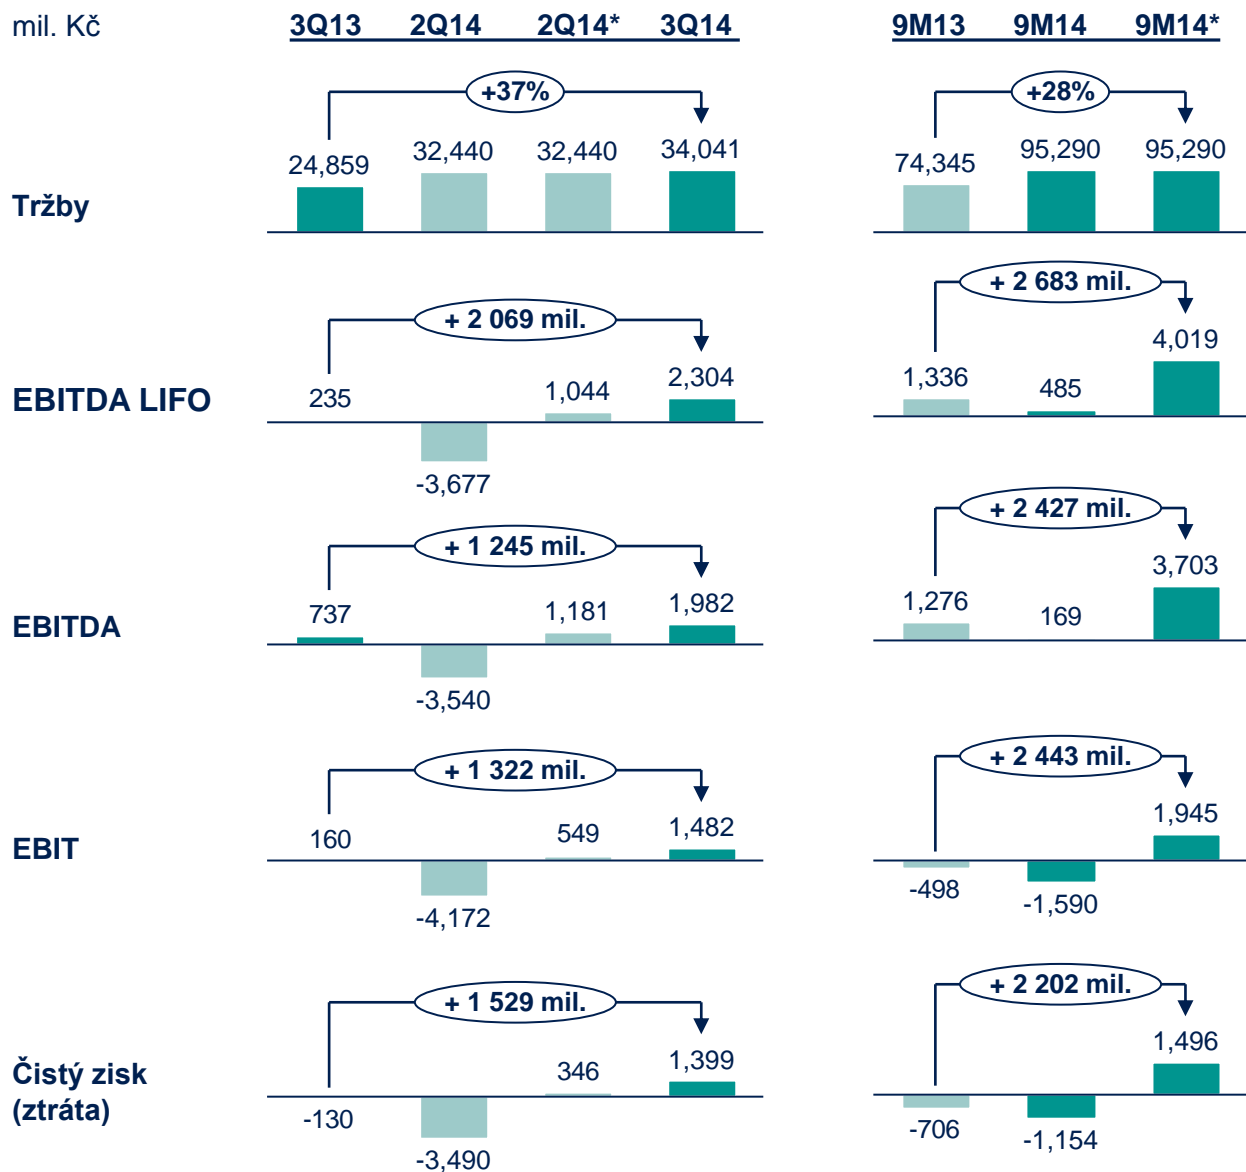 mil. Kč 3Q13 2Q14 2Q14* 3Q14 9M13 9M14 9M14*
+37% +28%
Tržby 24,859 32,440 32,440 34,041 74,345 95,290 95,290
+ 2 069 mil. + 2 683 mil.
EBITDA LIFO 235 -3,677 1,044 2,304 1,336 485 4,019
+ 1 245 mil. + 2 427 mil.
EBITDA 737 -3,540 1,181 1,982 1,276 169 3,703
+ 1 322 mil. + 2 443 mil.
EBIT 160 -4,172 549 1,482 -498 -1,590 1,945
+ 1 529 mil. + 2 202 mil.
Čistý zisk
(ztráta) -130 -3,490 346 1,399 -706 -1,154 1,496